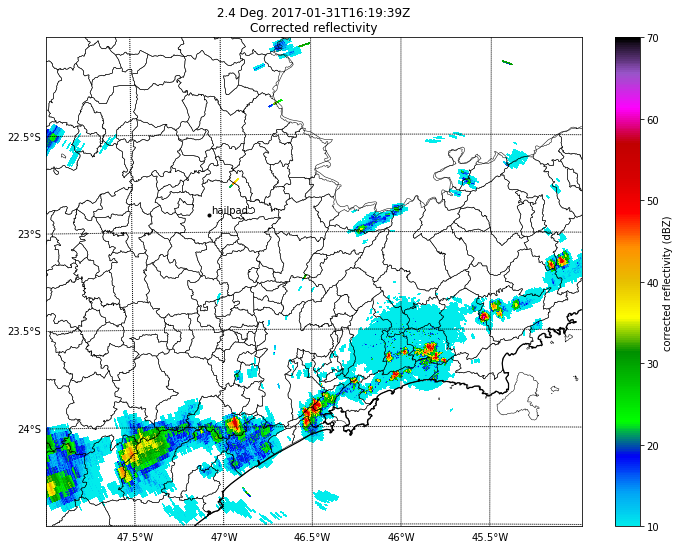 2.4 Deg. 2017-01-31T16:19:39Z
Corrected reflectivity
22.5°S
23°S
23.5°S
24°S
hailpad
47.5°W
47°W
46.5°W
46°W
45.5°W
70
60
50
40
30
20
10
corrected reflectivity (dBZ)